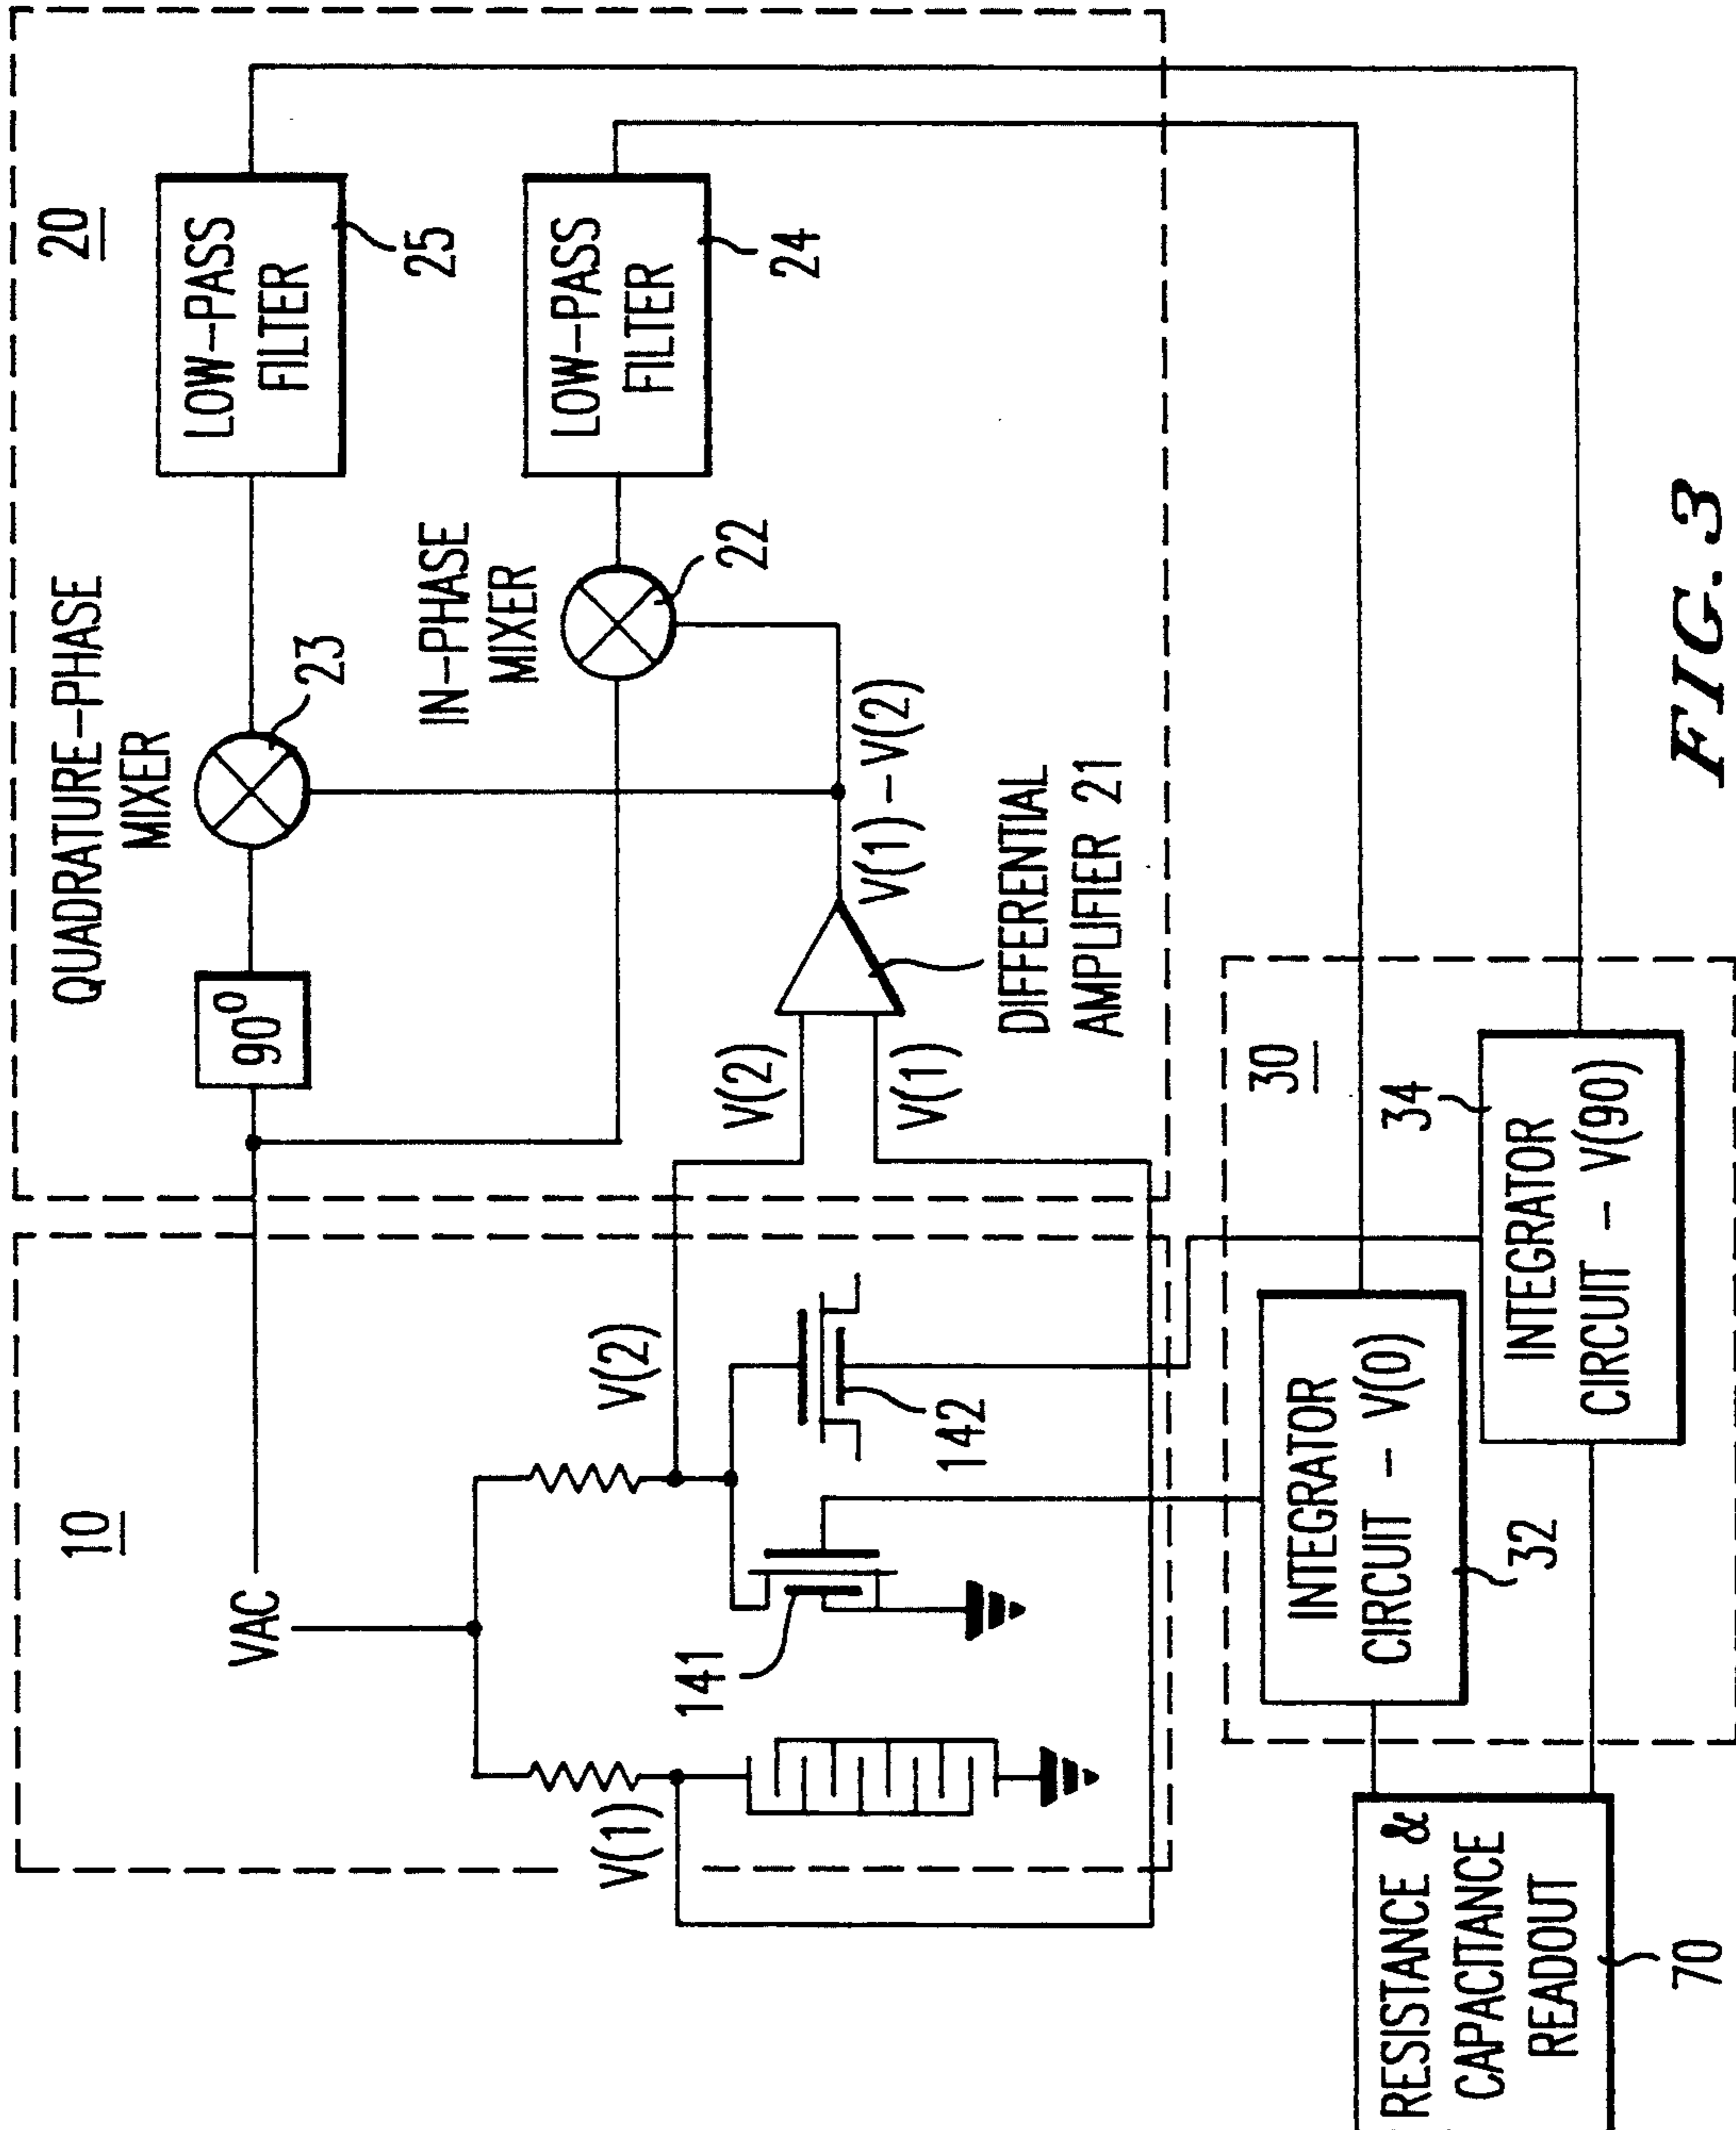 10
VAC
V(1)
V(2)
141
142
20
QUADRATURE-PHASE
MIXER
23
90°
LOW-PASS
FILTER
25
IN-PHASE
MIXER
22
LOW-PASS
FILTER
24
V(2)
V(1)
V(1) - V(2)
DIFFERENTIAL
AMPLIFIER 21
30
INTEGRATOR
CIRCUIT - V(0)
32
34
INTEGRATOR
CIRCUIT - V(90)
RESISTANCE &
CAPACITANCE
READOUT
70
FIG. 3